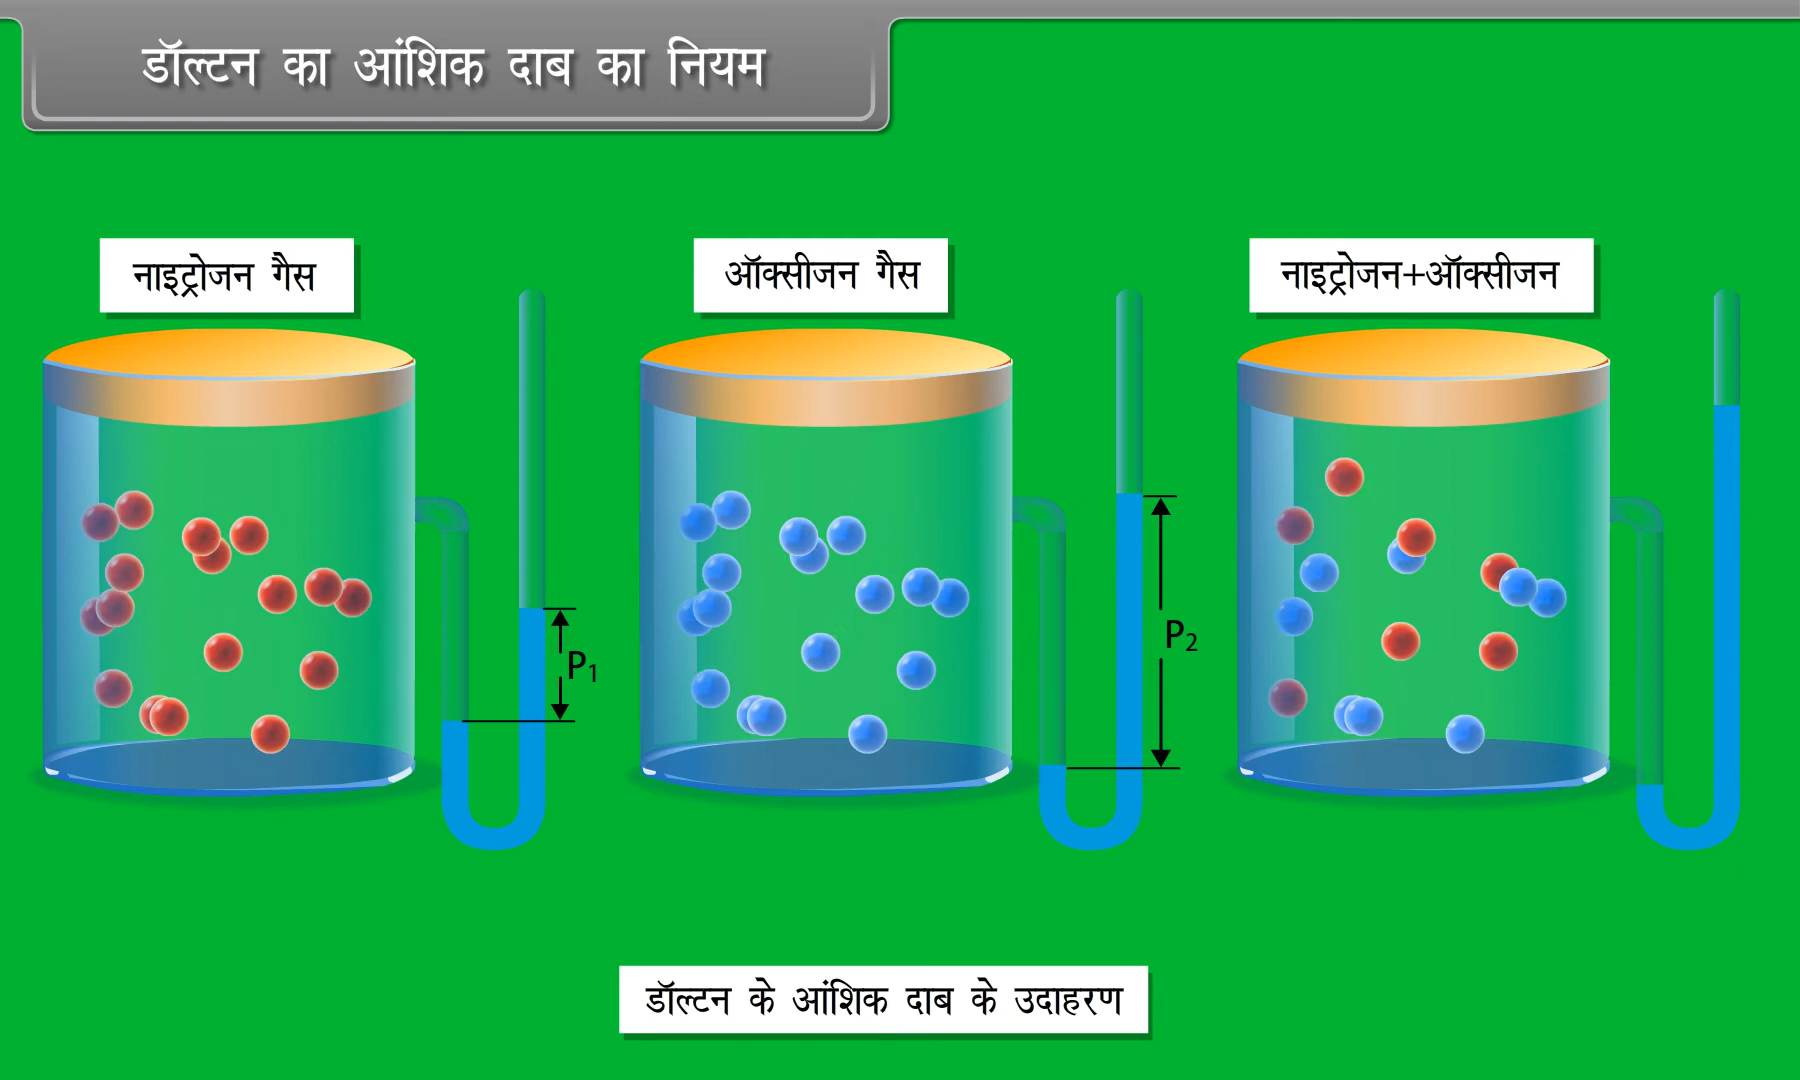 डॉल्टन का आंशिक दाब का नियम
नाइट्रोजन गैस
ऑक्सीजन गैस
नाइट्रोजन+ऑक्सीजन
P₁
P₂
डॉल्टन के आंशिक दाब के उदाहरण